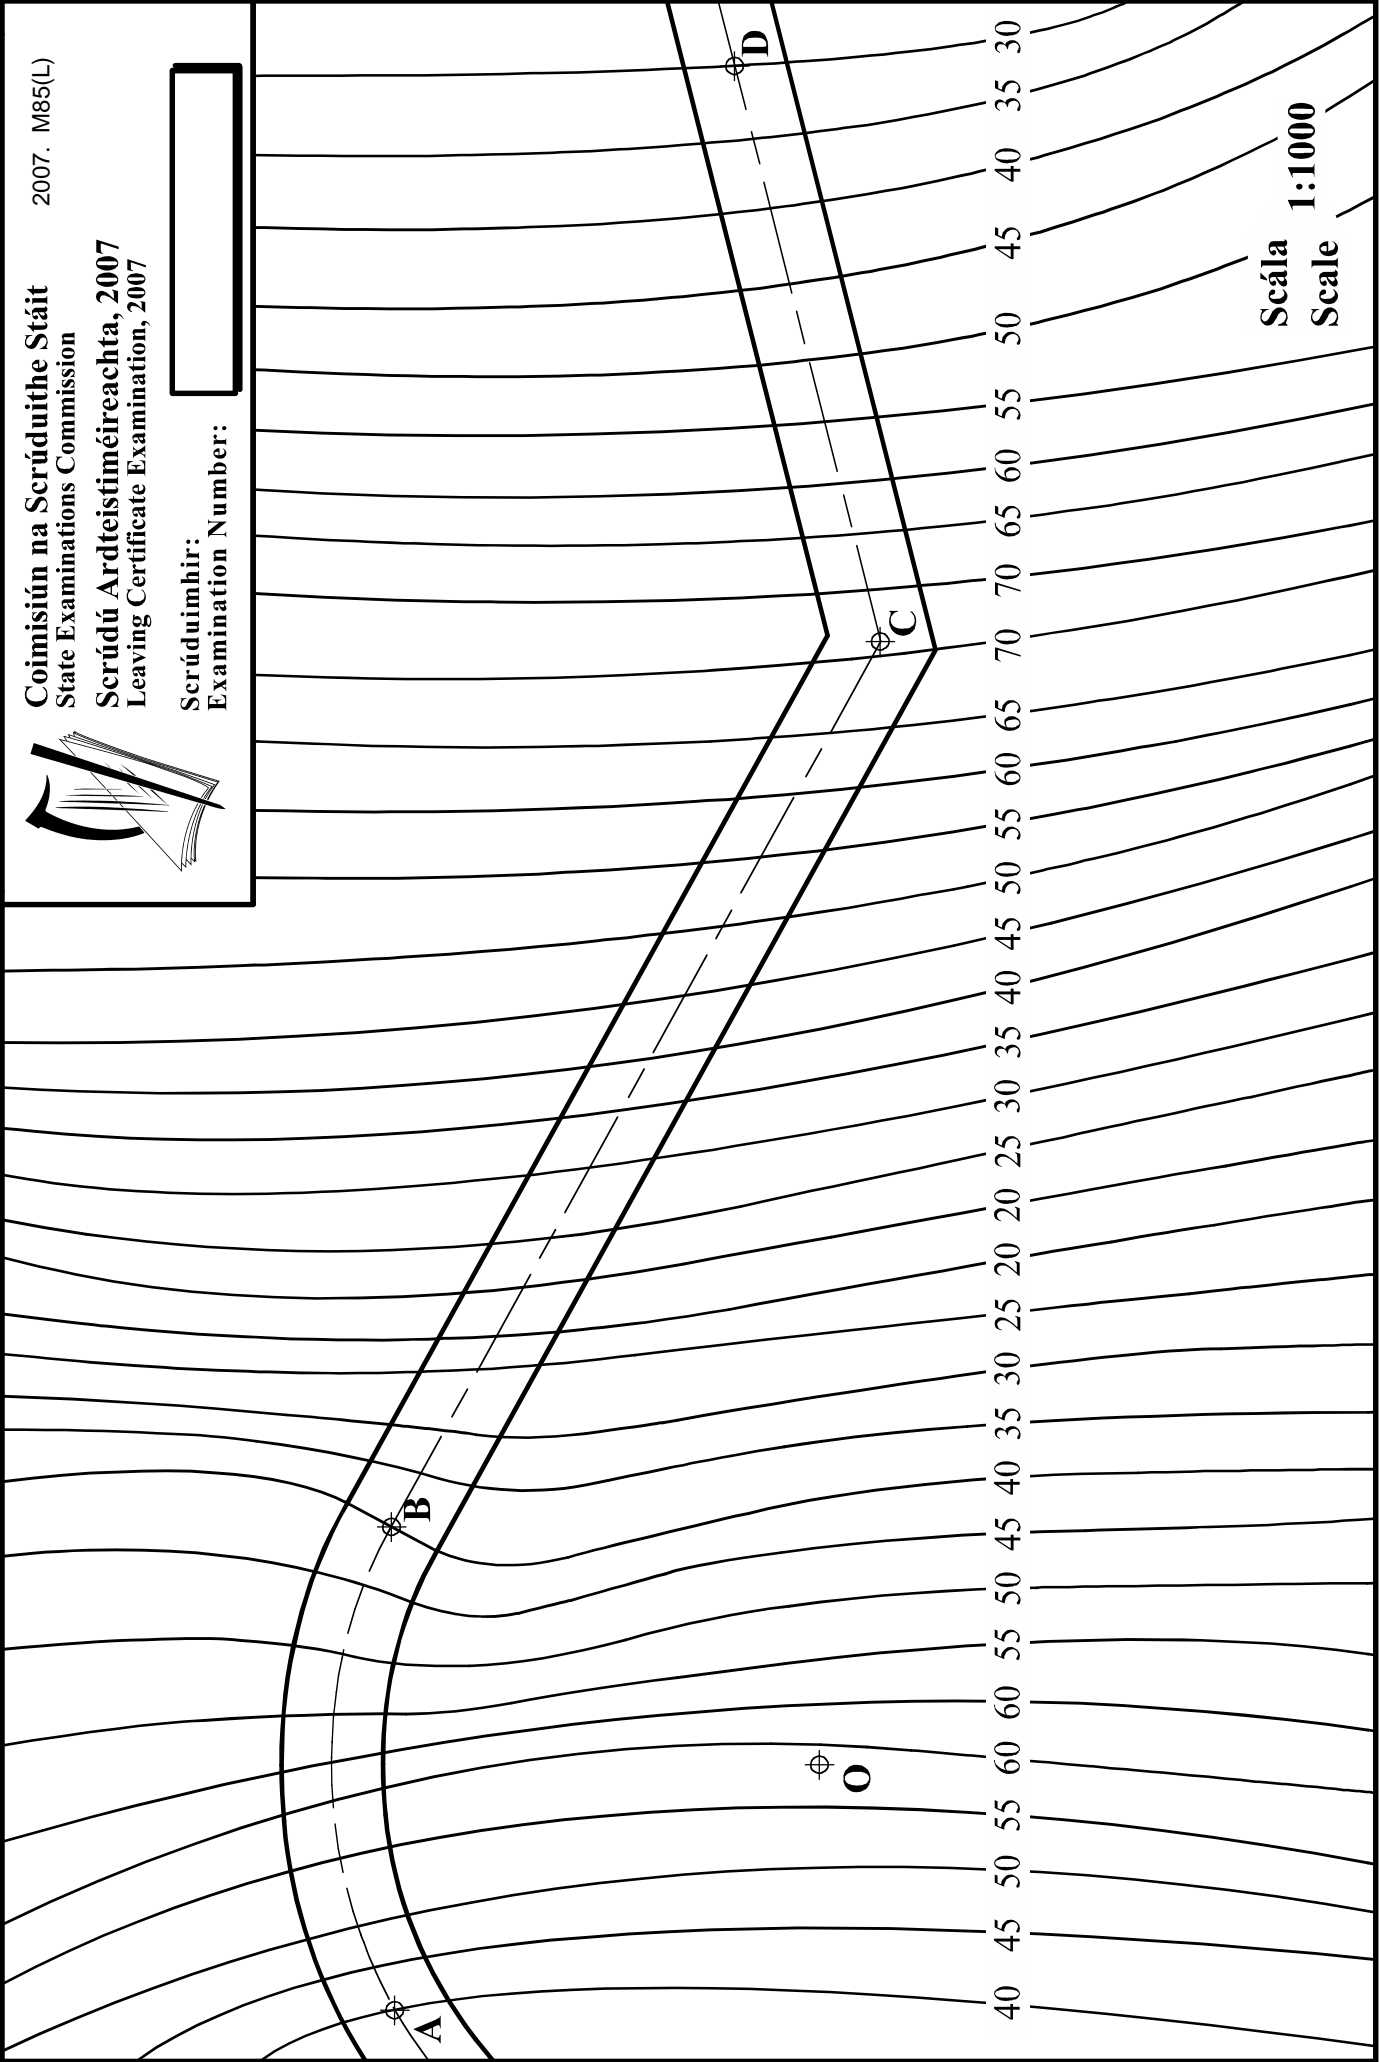 Coimisiún na Scrúduithe Stáit
State Examinations Commission
2007. M85(L)
Scrúdú Ardteistiméireachta, 2007
Leaving Certificate Examination, 2007
Scrúduimhir:
Examination Number:
A
B
C
D
O
40
45
50
55
60
60
55
50
45
40
35
30
25
20
20
25
30
35
40
45
50
55
60
65
70
70
65
60
55
50
45
40
35
30
Scála 1:1000
Scale